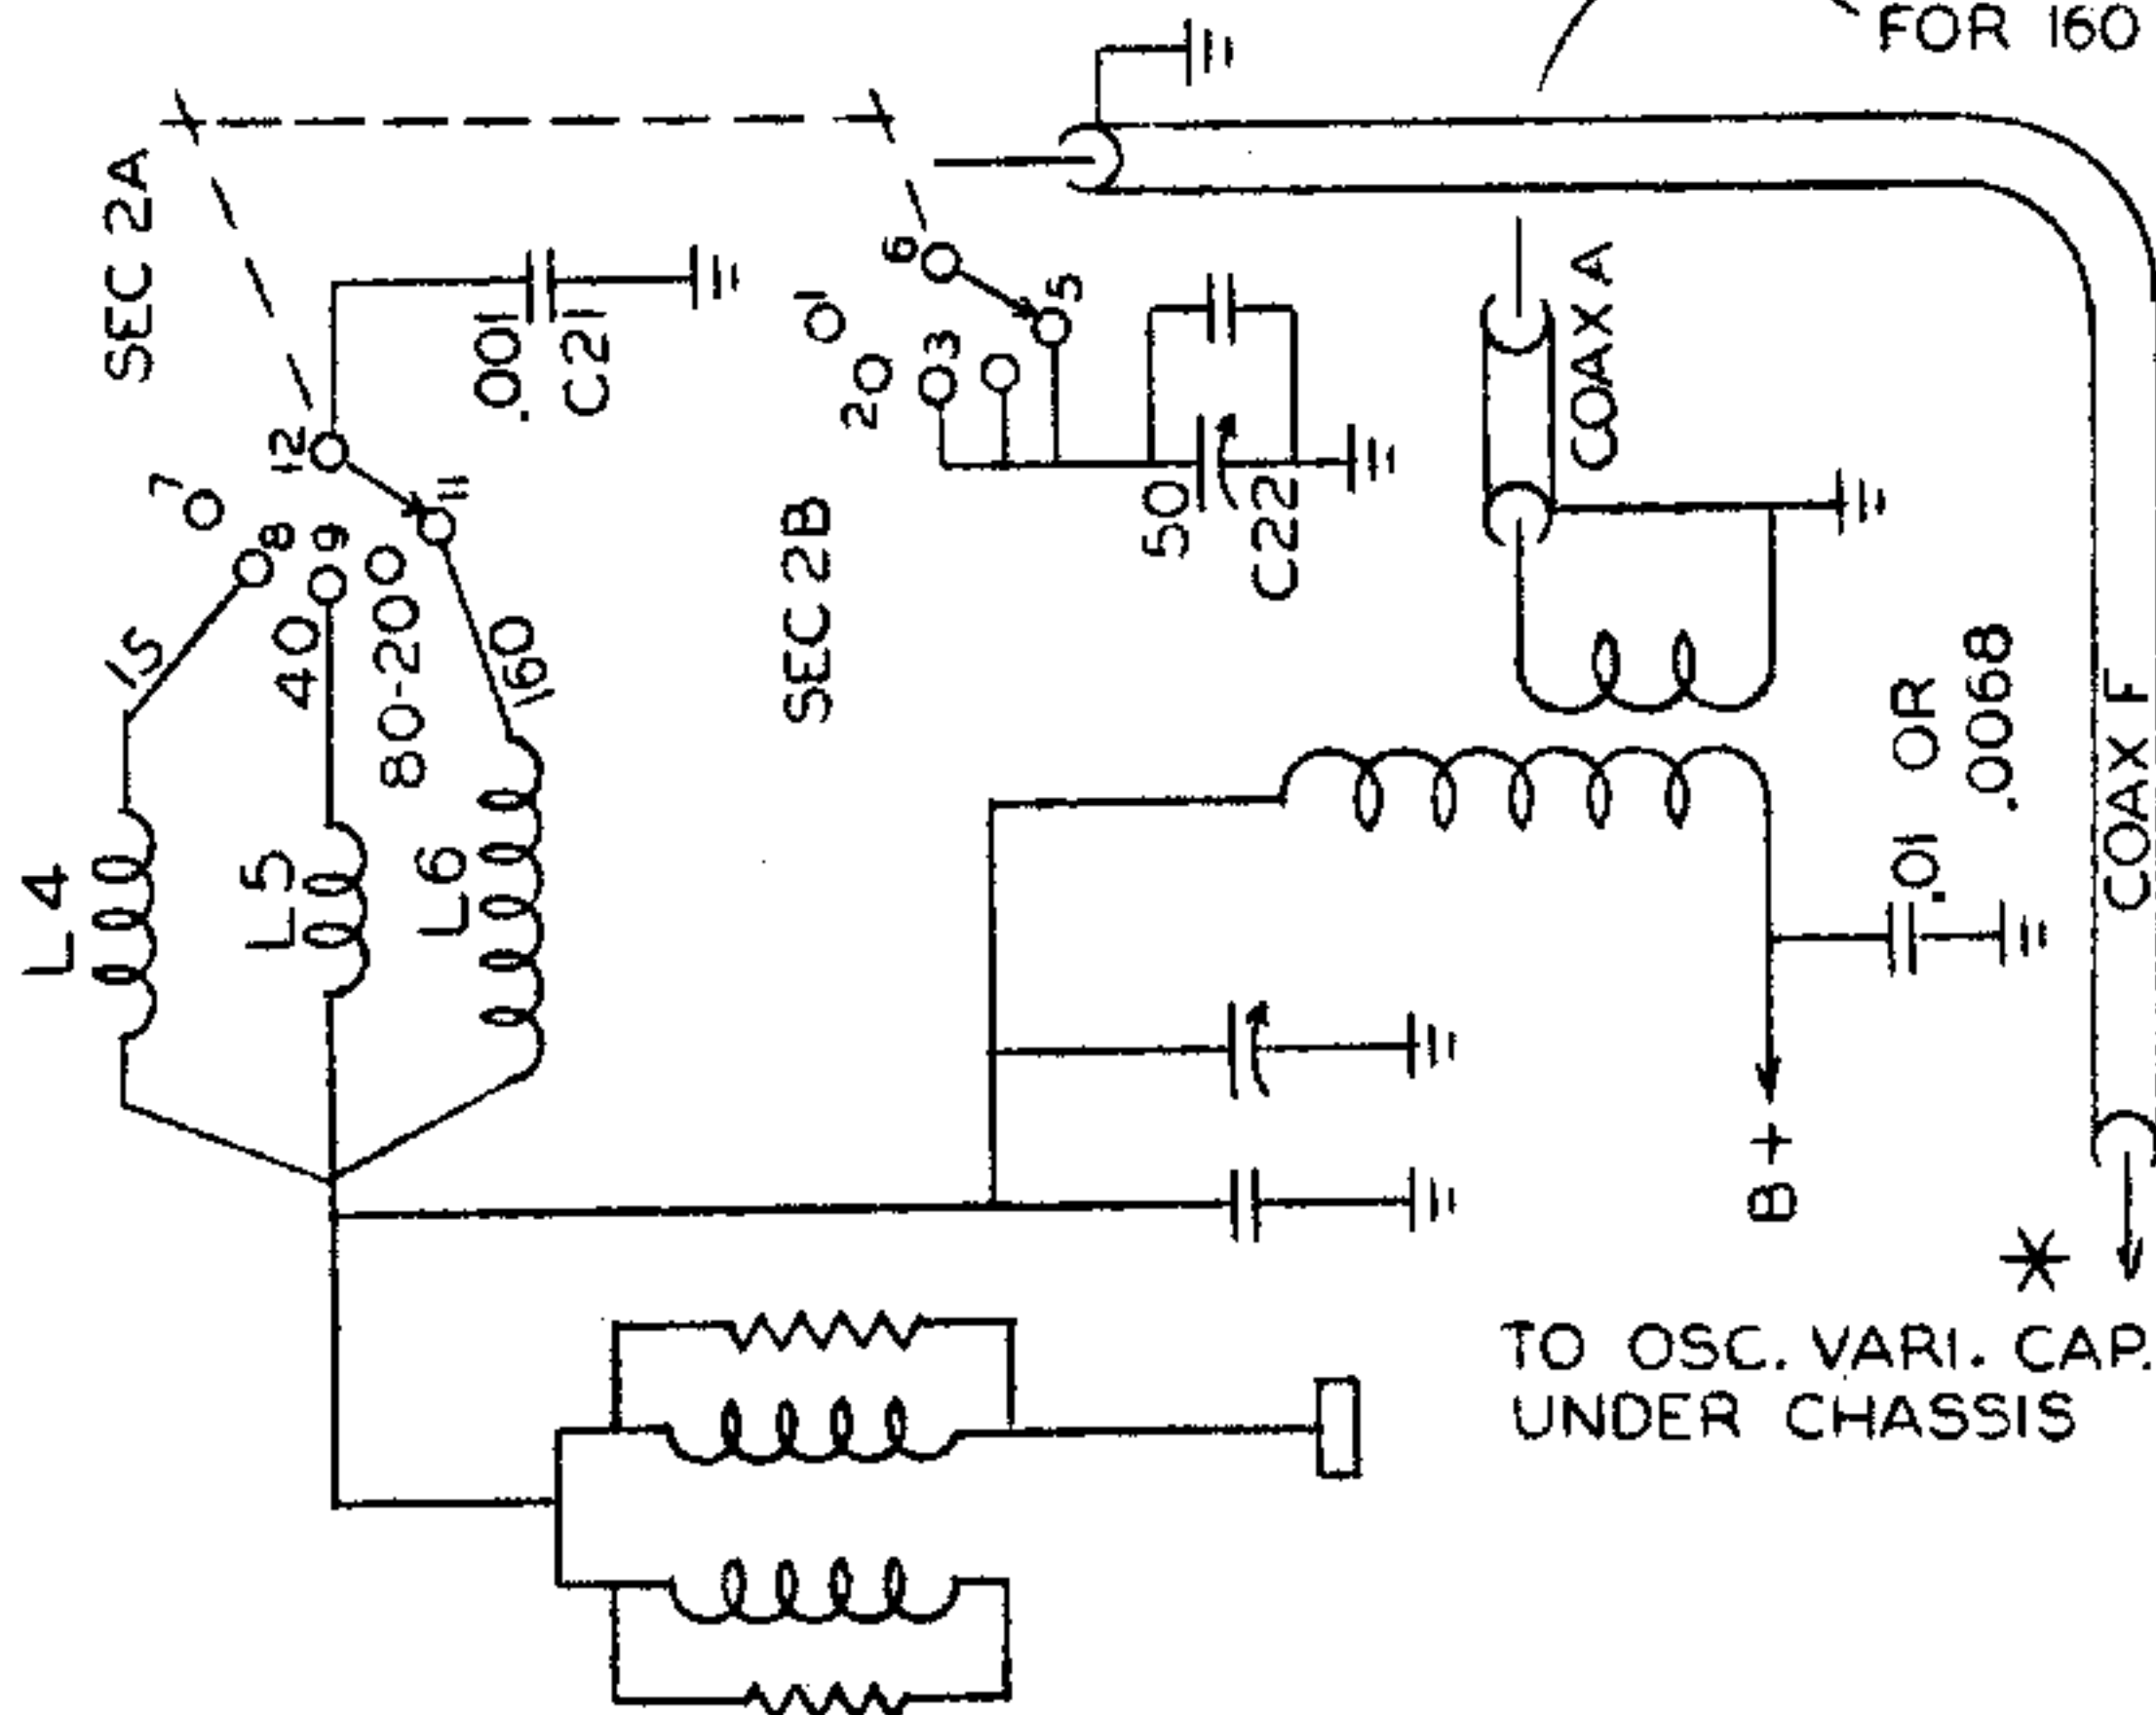 FOR 160
SEC 2A
12
7
8
9
11
15
40
80-20
160
.001
C21
L4
L5
L6
6
1
2
3
5
SEC 2B
50
C22
COAX A
.01 OR
.0068
COAX F
B+
*
TO OSC. VARI. CAP.
UNDER CHASSIS